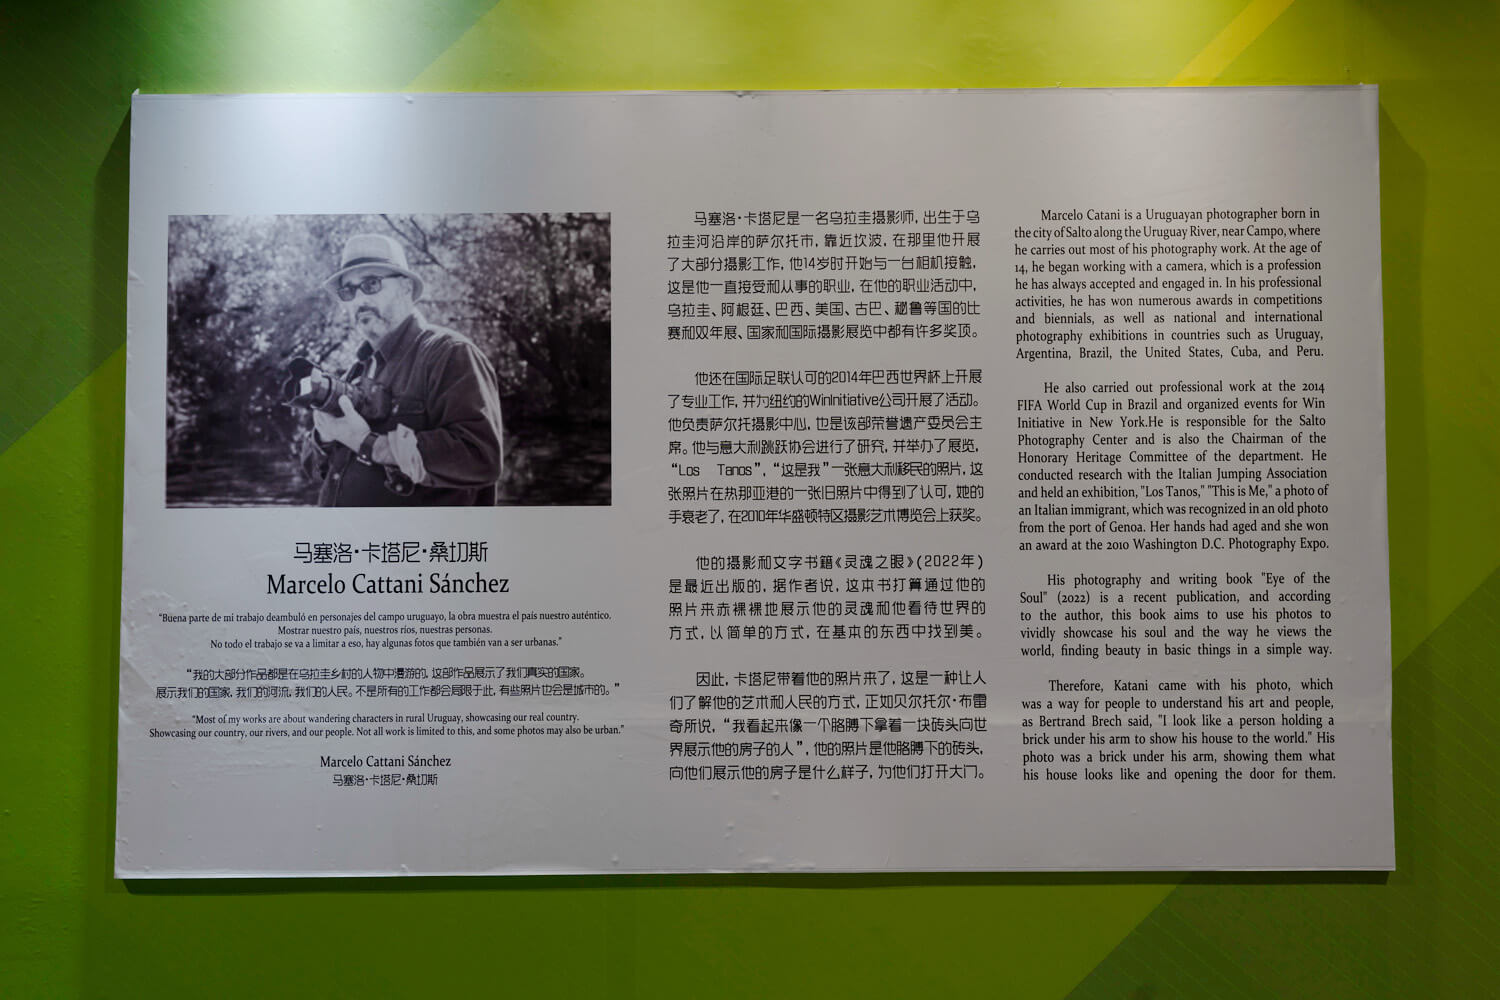 马塞洛·卡塔尼·桑切斯
Marcelo Cattani Sánchez
“Buena parte de mi trabajo deambuló en personajes del campo uruguayo, la obra muestra el país nuestro auténtico.
Mostrar nuestro país, nuestros ríos, nuestras personas.
No todo el trabajo se va a limitar a eso, hay algunas fotos que también van a ser urbanas.”
“我的大部分作品都是在乌拉圭乡村的人物中漫游的, 这部作品展示了我们真实的国家。
展示我们的国家, 我们的河流, 我们的人民。不是所有的工作都会局限于此, 有些照片也会是城市的。”
“Most of my works are about wandering characters in rural Uruguay, showcasing our real country.
Showcasing our country, our rivers, and our people. Not all work is limited to this, and some photos may also be urban.”
Marcelo Cattani Sánchez
马塞洛·卡塔尼·桑切斯
马塞洛·卡塔尼是一名乌拉圭摄影师, 出生于乌
拉圭河沿岸的萨尔托市, 靠近坎波, 在那里他开展
了大部分摄影工作, 他14岁时开始与一台相机接触,
这是他一直接受和从事的职业, 在他的职业活动中,
乌拉圭、阿根廷、巴西、美国、古巴、秘鲁等国的比
赛和双年展、国家和国际摄影展览中都有许多奖项。
他还在国际足联认可的2014年巴西世界杯上开展
了专业工作, 并为纽约的WinInitiative公司开展了活动。
他负责萨尔托摄影中心, 也是该部荣誉遗产委员会主
席。他与意大利跳跃协会进行了研究, 并举办了展览,
“Los Tanos”, “这是我”一张意大利移民的照片, 这
张照片在热那亚港的一张旧照片中得到了认可, 她的
手衰老了, 在2010年华盛顿特区摄影艺术博览会上获奖。
他的摄影和文字书籍《灵魂之眼》(2022年)
是最近出版的, 据作者说, 这本书打算通过他的
照片来赤裸裸地展示他的灵魂和他看待世界的
方式, 以简单的方式, 在基本的东西中找到美。
因此, 卡塔尼带着他的照片来了, 这是一种让人
们了解他的艺术和人民的方式, 正如贝尔托尔·布雷
奇所说, “我看起来像一个胳膊下拿着一块砖头向世
界展示他的房子的人”, 他的照片是他胳膊下的砖头,
向他们展示他的房子是什么样子, 为他们打开大门。
Marcelo Catani is a Uruguayan photographer born in
the city of Salto along the Uruguay River, near Campo, where
he carries out most of his photography work. At the age of
14, he began working with a camera, which is a profession
he has always accepted and engaged in. In his professional
activities, he has won numerous awards in competitions
and biennials, as well as national and international
photography exhibitions in countries such as Uruguay,
Argentina, Brazil, the United States, Cuba, and Peru.
He also carried out professional work at the 2014
FIFA World Cup in Brazil and organized events for Win
Initiative in New York.He is responsible for the Salto
Photography Center and is also the Chairman of the
Honorary Heritage Committee of the department. He
conducted research with the Italian Jumping Association
and held an exhibition, "Los Tanos," "This is Me," a photo of
an Italian immigrant, which was recognized in an old photo
from the port of Genoa. Her hands had aged and she won
an award at the 2010 Washington D.C. Photography Expo.
His photography and writing book "Eye of the
Soul" (2022) is a recent publication, and according
to the author, this book aims to use his photos to
vividly showcase his soul and the way he views the
world, finding beauty in basic things in a simple way.
Therefore, Katani came with his photo, which
was a way for people to understand his art and people,
as Bertrand Brech said, "I look like a person holding a
brick under his arm to show his house to the world." His
photo was a brick under his arm, showing them what
his house looks like and opening the door for them.